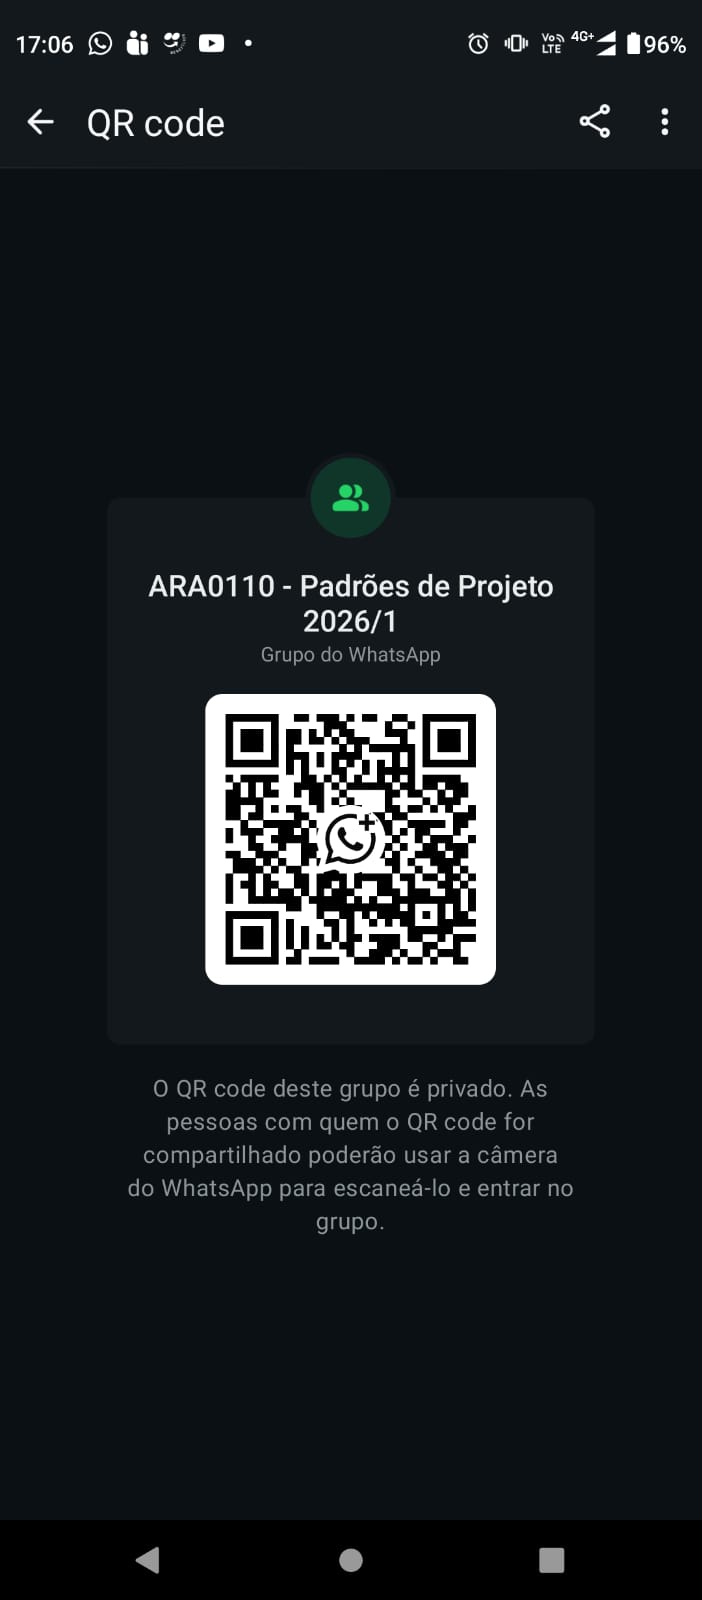 17:06 VoLTE 4G+ 96%
QR code
ARA0110 - Padrões de Projeto
2026/1
Grupo do WhatsApp
O QR code deste grupo é privado. As
pessoas com quem o QR code for
compartilhado poderão usar a câmera
do WhatsApp para escaneá-lo e entrar no
grupo.